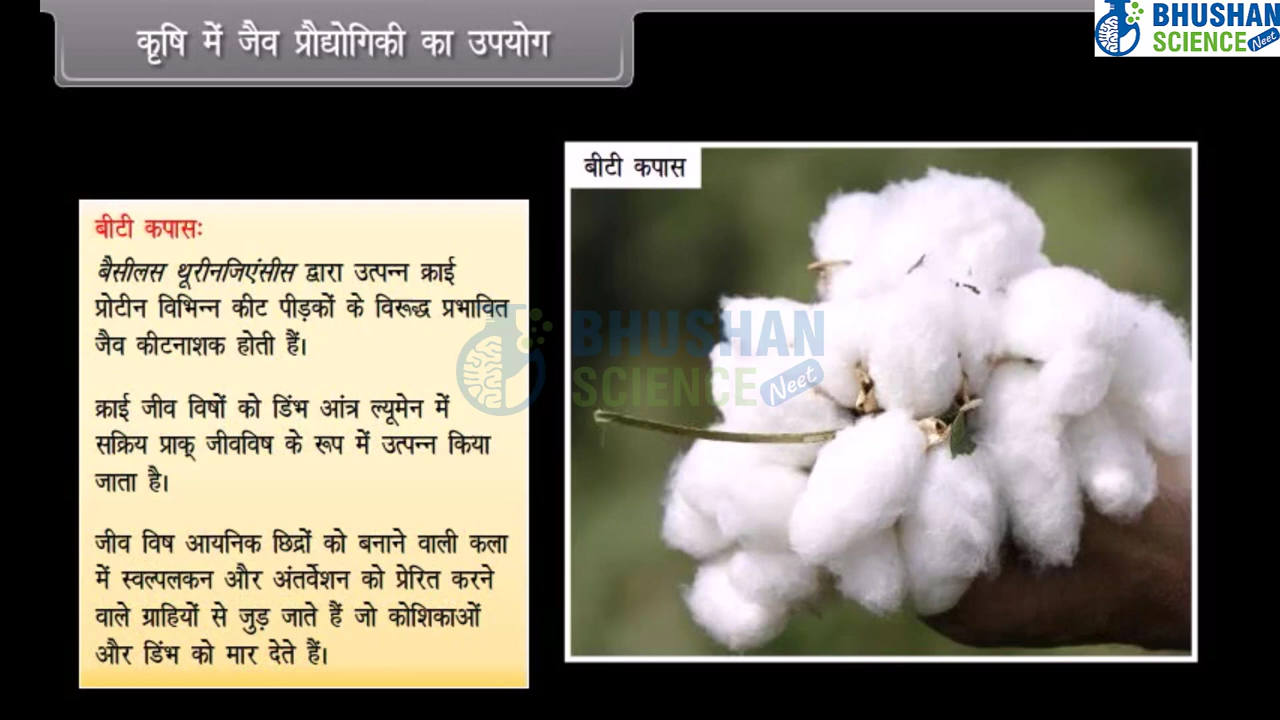 कृषि में जैव प्रौद्योगिकी का उपयोग
BHUSHAN
SCIENCE Neet
बीटी कपास
बीटी कपासः
बैसीलस थूरीनजिएंसीस द्वारा उत्पन्न क्राई
प्रोटीन विभिन्न कीट पीड़कों के विरूद्ध प्रभावित
जैव कीटनाशक होती हैं।
क्राई जीव विषों को डिंभ आंत्र ल्यूमेन में
सक्रिय प्राक् जीवविष के रूप में उत्पन्न किया
जाता है।
जीव विष आयनिक छिद्रों को बनाने वाली कला
में स्वल्पलकन और अंतर्वेशन को प्रेरित करने
वाले ग्राहियों से जुड़ जाते हैं जो कोशिकाओं
और डिंभ को मार देते हैं।
BHUSHAN
SCIENCE Neet